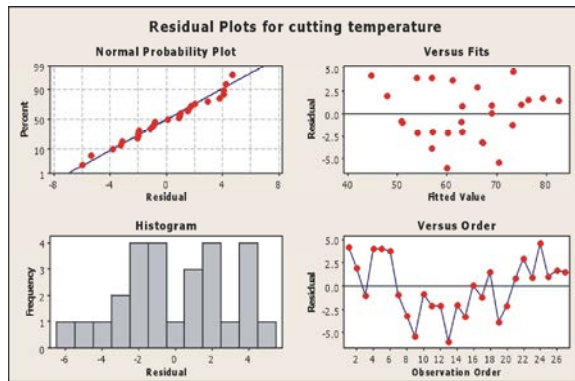 Residual Plots for cutting temperature
Normal Probability Plot
99
90
50
10
1
Percent
-8
-4
0
4
8
Residual
Versus Fits
5.0
2.5
0.0
-2.5
-5.0
Residual
40
50
60
70
80
Fitted Value
Histogram
4
3
2
1
0
Frequency
-6
-4
-2
0
2
4
Residual
Versus Order
5.0
2.5
0.0
-2.5
-5.0
Residual
2 4 6 8 10 12 14 16 18 20 22 24 26
Observation Order